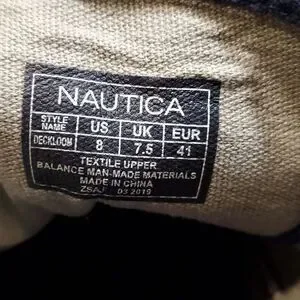 NAUTICA
STYLE NAME US UK EUR
DECKLOOM 8 7.5 41
TEXTILE UPPER
BALANCE MAN-MADE MATERIALS
MADE IN CHINA
ZSAJ 03 2019